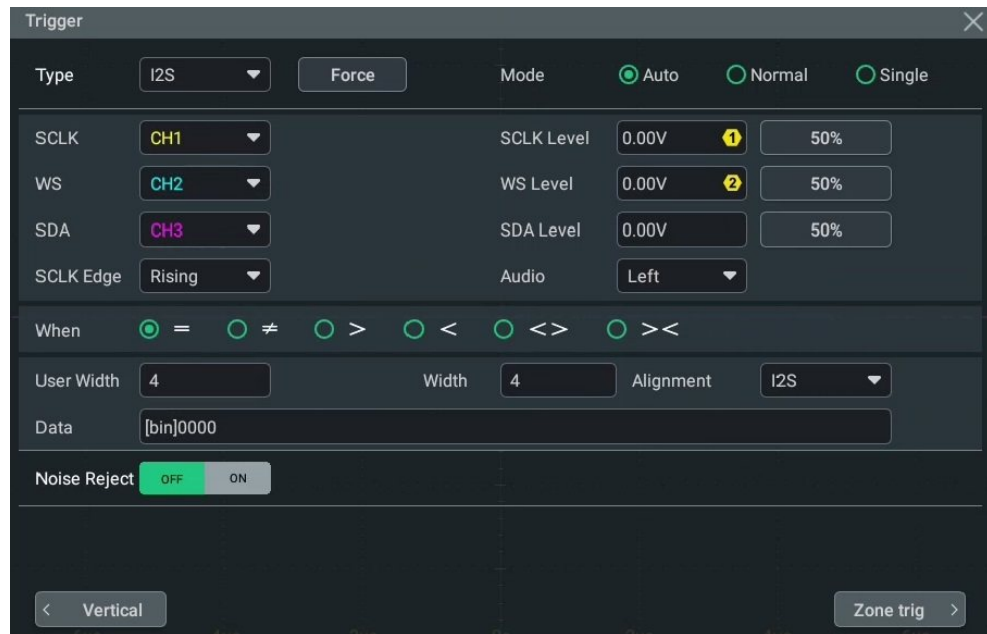 Trigger
Type I2S Force Mode Auto Normal Single
SCLK CH1 SCLK Level 0.00V 1 50%
WS CH2 WS Level 0.00V 2 50%
SDA CH3 SDA Level 0.00V 50%
SCLK Edge Rising Audio Left
When = ≠ > < <> ><
User Width 4 Width 4 Alignment I2S
Data [bin]0000
Noise Reject OFF ON
< Vertical Zone trig >